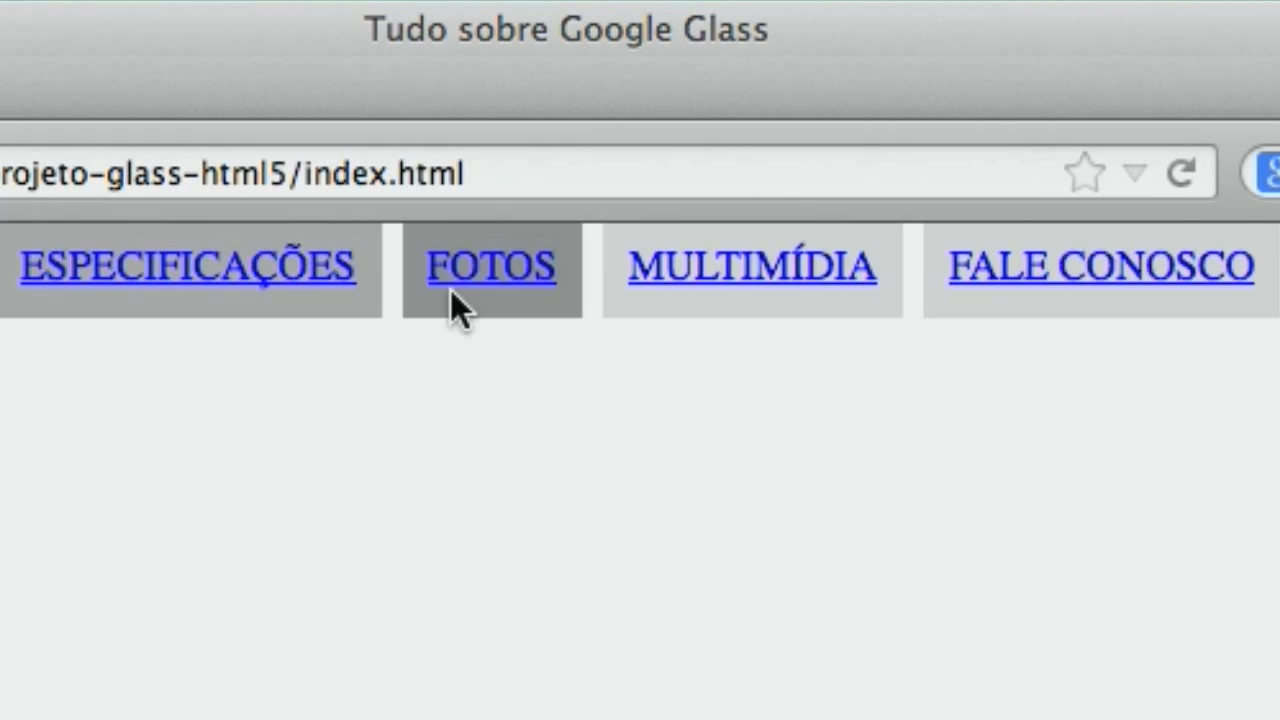 Tudo sobre Google Glass
rojeto-glass-html5/index.html
ESPECIFICAÇÕES FOTOS MULTIMÍDIA FALE CONOSCO